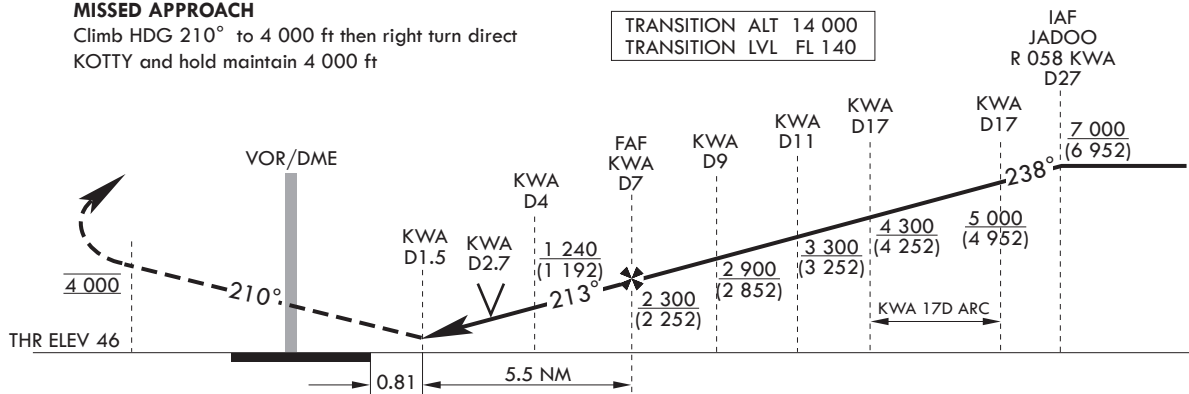 MISSED APPROACH
Climb HDG 210° to 4 000 ft then right turn direct
KOTTY and hold maintain 4 000 ft
TRANSITION ALT 14 000
TRANSITION LVL FL 140
IAF
JADOO
R 058 KWA
D27
VOR/DME
KWA
D1.5
KWA
D2.7
KWA
D4
FAF
KWA
D7
KWA
D9
KWA
D11
KWA
D17
KWA
D17
7 000
(6 952)
238°
5 000
(4 952)
4 300
(4 252)
3 300
(3 252)
2 900
(2 852)
2 300
(2 252)
1 240
(1 192)
213°
210°
4 000
KWA 17D ARC
THR ELEV 46
0.81
5.5 NM